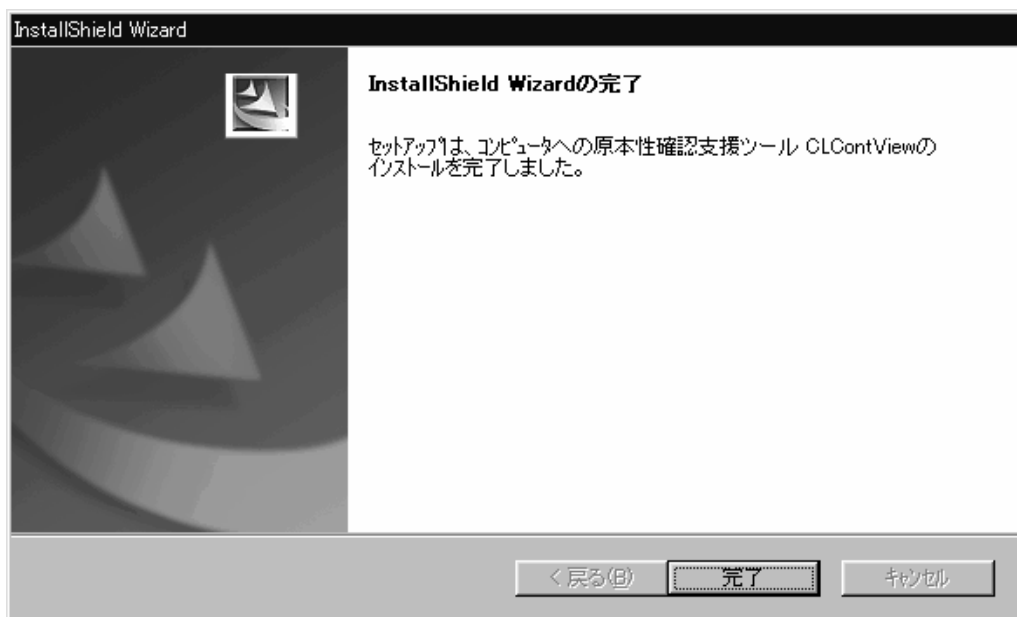 InstallShield Wizard
InstallShield Wizardの完了
セットアップは、コンピュータへの原本性確認支援ツール CLContViewの
インストールを完了しました。
< 戻る(B)
完了
キャンセル